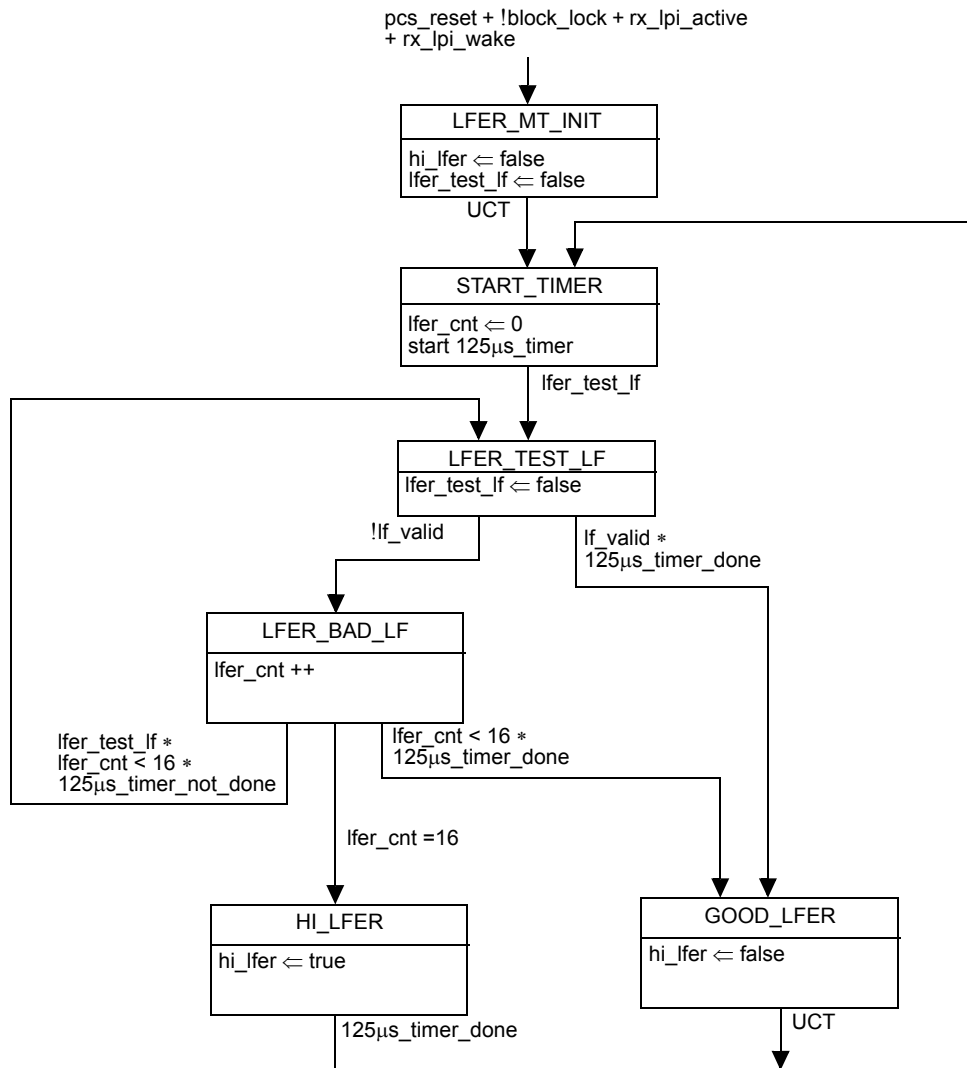 pcs_reset + !block_lock + rx_lpi_active
+ rx_lpi_wake
LFER_MT_INIT
hi_lfer ⇐ false
lfer_test_lf ⇐ false
UCT
START_TIMER
lfer_cnt ⇐ 0
start 125μs_timer
lfer_test_lf
LFER_TEST_LF
lfer_test_lf ⇐ false
!lf_valid
lf_valid *
125μs_timer_done
LFER_BAD_LF
lfer_cnt ++
lfer_test_lf *
lfer_cnt < 16 *
125μs_timer_not_done
lfer_cnt < 16 *
125μs_timer_done
lfer_cnt =16
HI_LFER
hi_lfer ⇐ true
GOOD_LFER
hi_lfer ⇐ false
125μs_timer_done
UCT